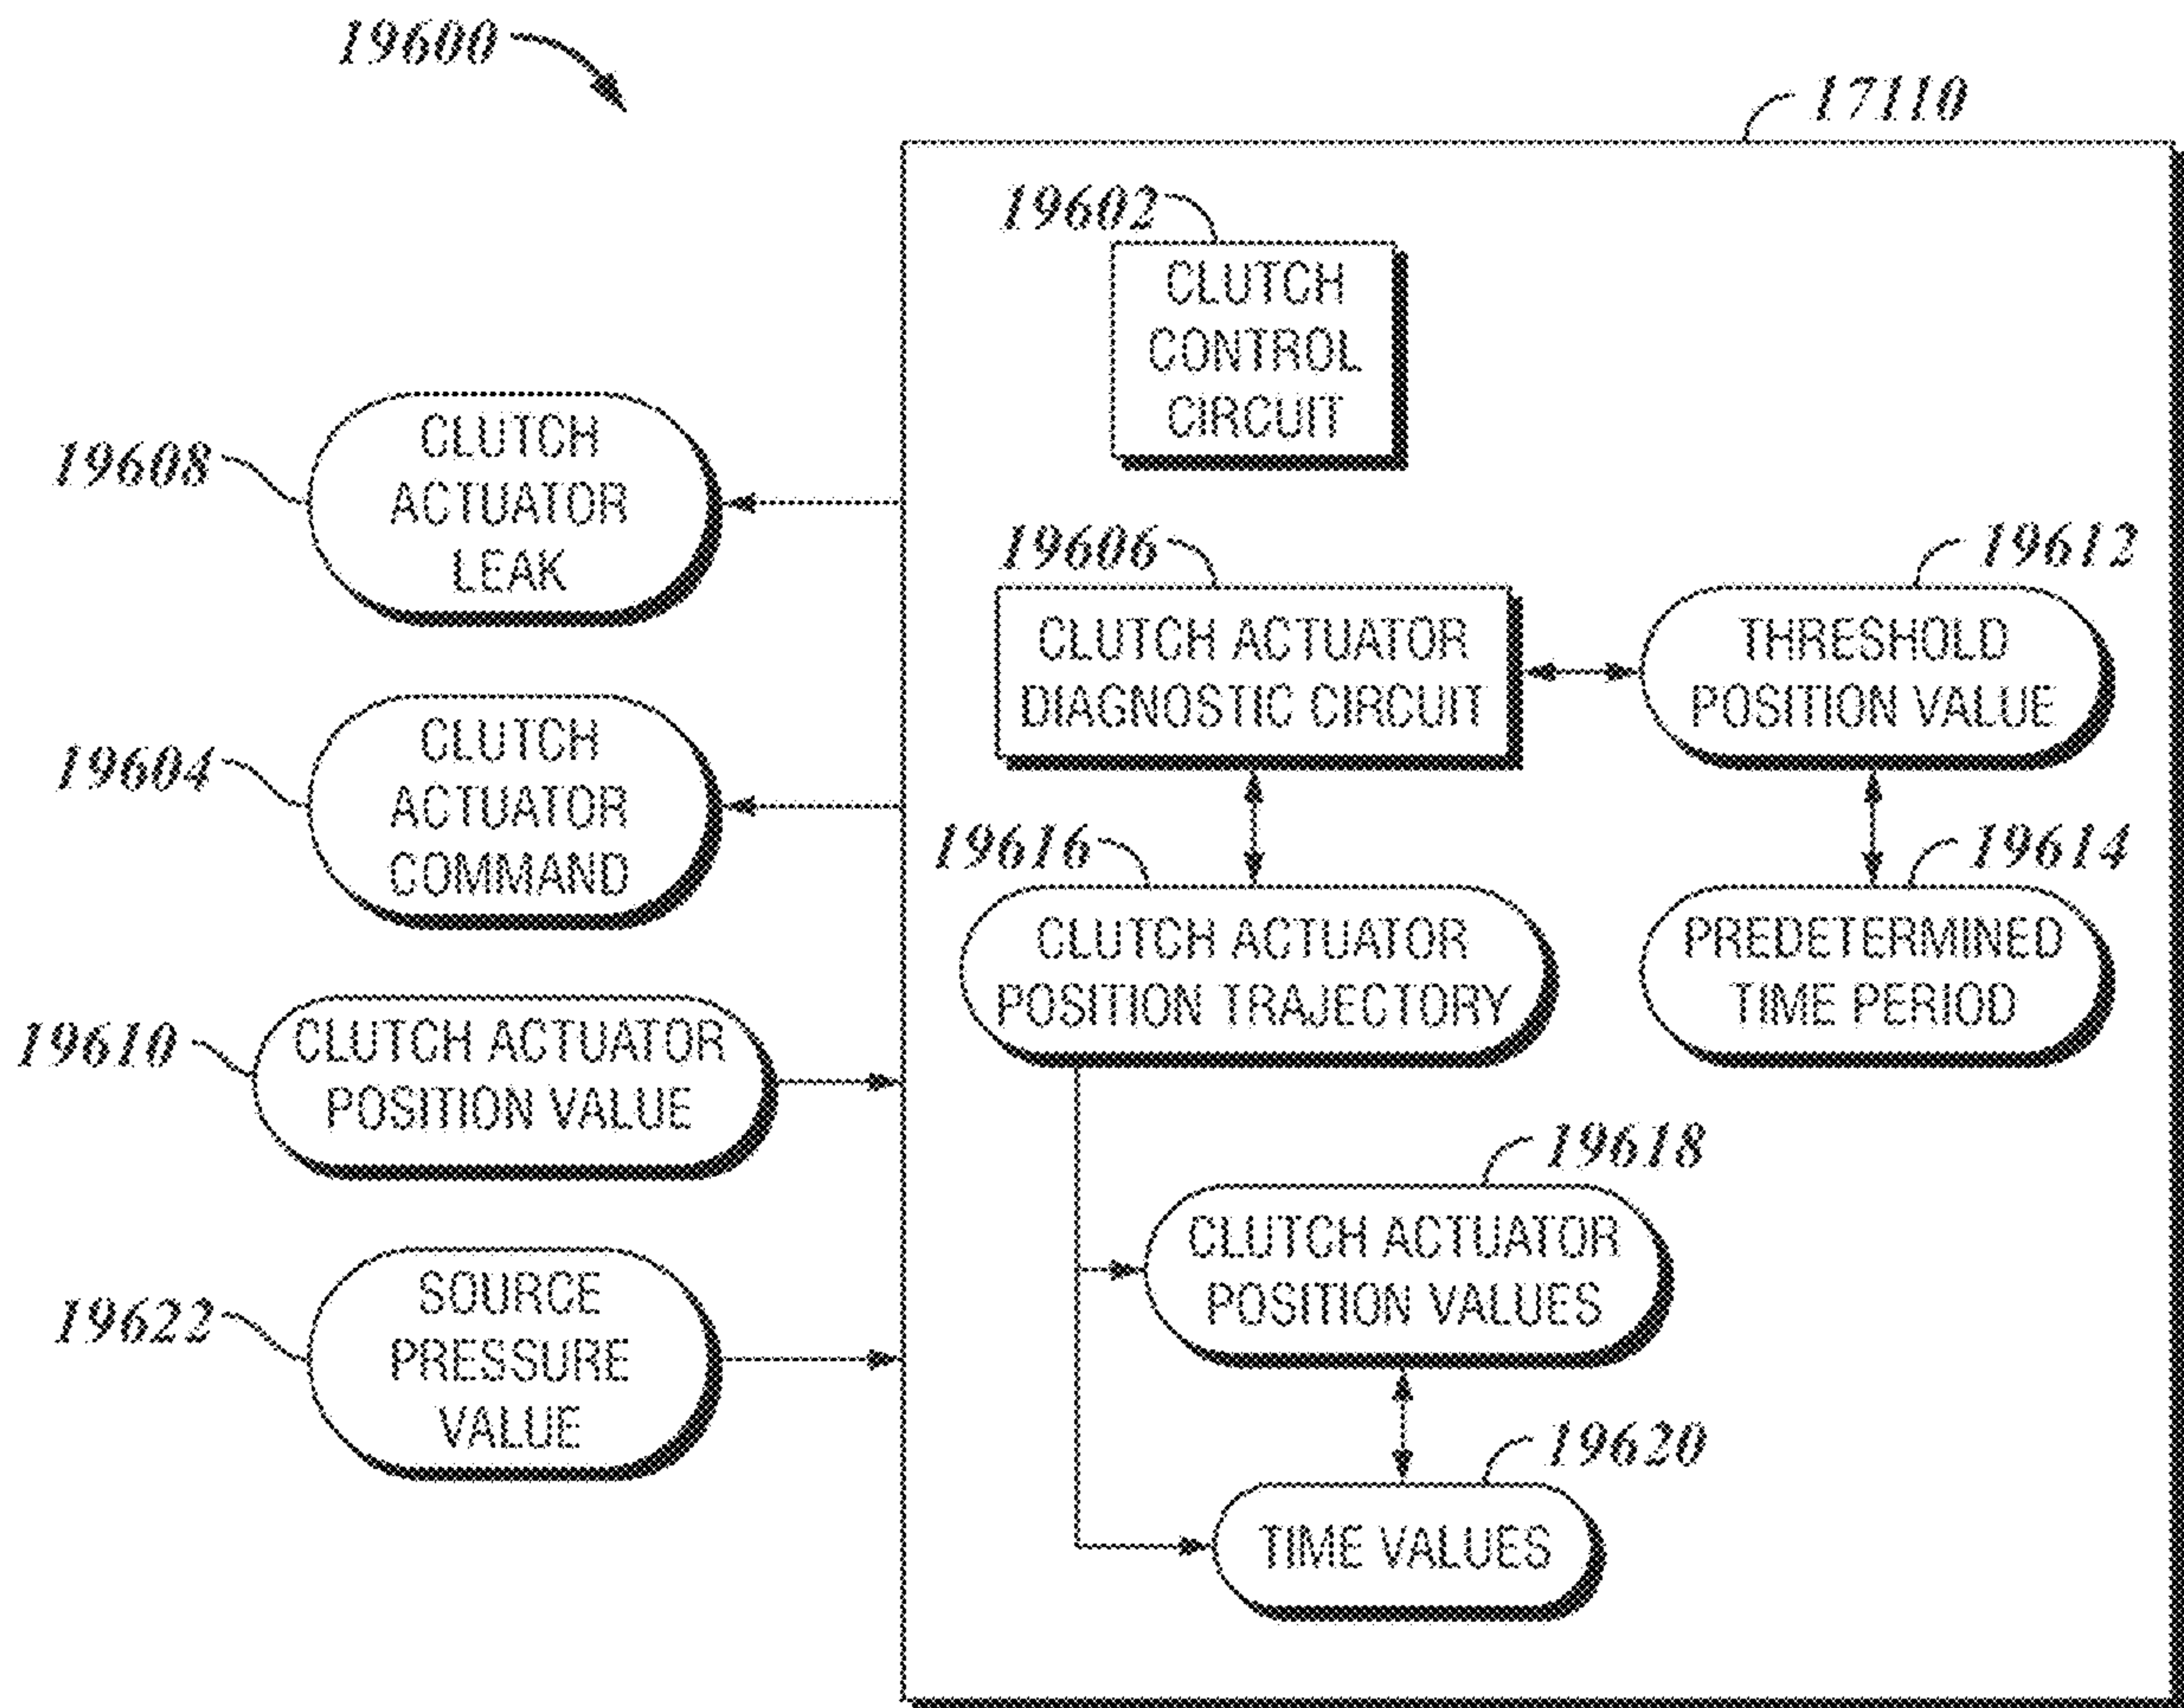 19600
17110
19602
CLUTCH
CONTROL
CIRCUIT
19608
CLUTCH
ACTUATOR
LEAK
19606
CLUTCH ACTUATOR
DIAGNOSTIC CIRCUIT
19612
THRESHOLD
POSITION VALUE
19604
CLUTCH
ACTUATOR
COMMAND
19616
CLUTCH ACTUATOR
POSITION TRAJECTORY
19614
PREDETERMINED
TIME PERIOD
19610
CLUTCH ACTUATOR
POSITION VALUE
19618
CLUTCH ACTUATOR
POSITION VALUES
19622
SOURCE
PRESSURE
VALUE
19620
TIME VALUES